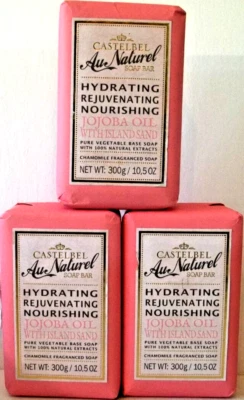 CASTELBEL
Au Naturel
SOAP BAR
HYDRATING
REJUVENATING
NOURISHING
JOJOBA OIL
WITH ISLAND SAND
PURE VEGETABLE BASE SOAP
WITH 100% NATURAL EXTRACTS
CHAMOMILE FRAGRANCED SOAP
NET WT: 300g / 10,5 OZ
CASTELBEL
Au Naturel
SOAP BAR
HYDRATING
REJUVENATING
NOURISHING
JOJOBA OIL
WITH ISLAND SAND
PURE VEGETABLE BASE SOAP
WITH 100% NATURAL EXTRACTS
CHAMOMILE FRAGRANCED SOAP
NET WT: 300g / 10,5 OZ
CASTELBEL
Au Naturel
SOAP BAR
HYDRATING
REJUVENATING
NOURISHING
JOJOBA OIL
WITH ISLAND SAND
PURE VEGETABLE BASE SOAP
WITH 100% NATURAL EXTRACTS
CHAMOMILE FRAGRANCED SOAP
NET WT: 300g / 10,5 OZ